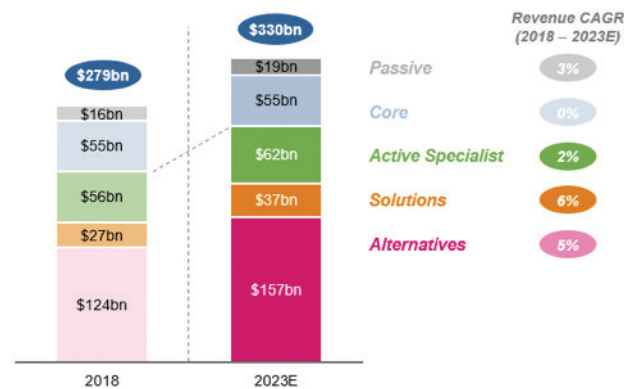 Revenue CAGR
(2018 – 2023E)
$279bn
$16bn
$55bn
$56bn
$27bn
$124bn
2018
$330bn
$19bn
$55bn
$62bn
$37bn
$157bn
2023E
Passive 3%
Core 0%
Active Specialist 2%
Solutions 6%
Alternatives 5%